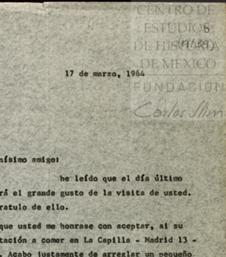 CENTRO DE
ESTUDIOS
DE HISTORIA
DE MÉXICO
FUNDACIÓN
Carlos Slim
17 de marzo, 1964
nísimo amigo:
he leído que el día último
rá el grande gusto de la visita de usted.
ratulo de ello.
que usted me honrase con aceptar, si su
tación a comer en La Capilla - Madrid 13 -
. Acabo justamente de arreglar un pequeño